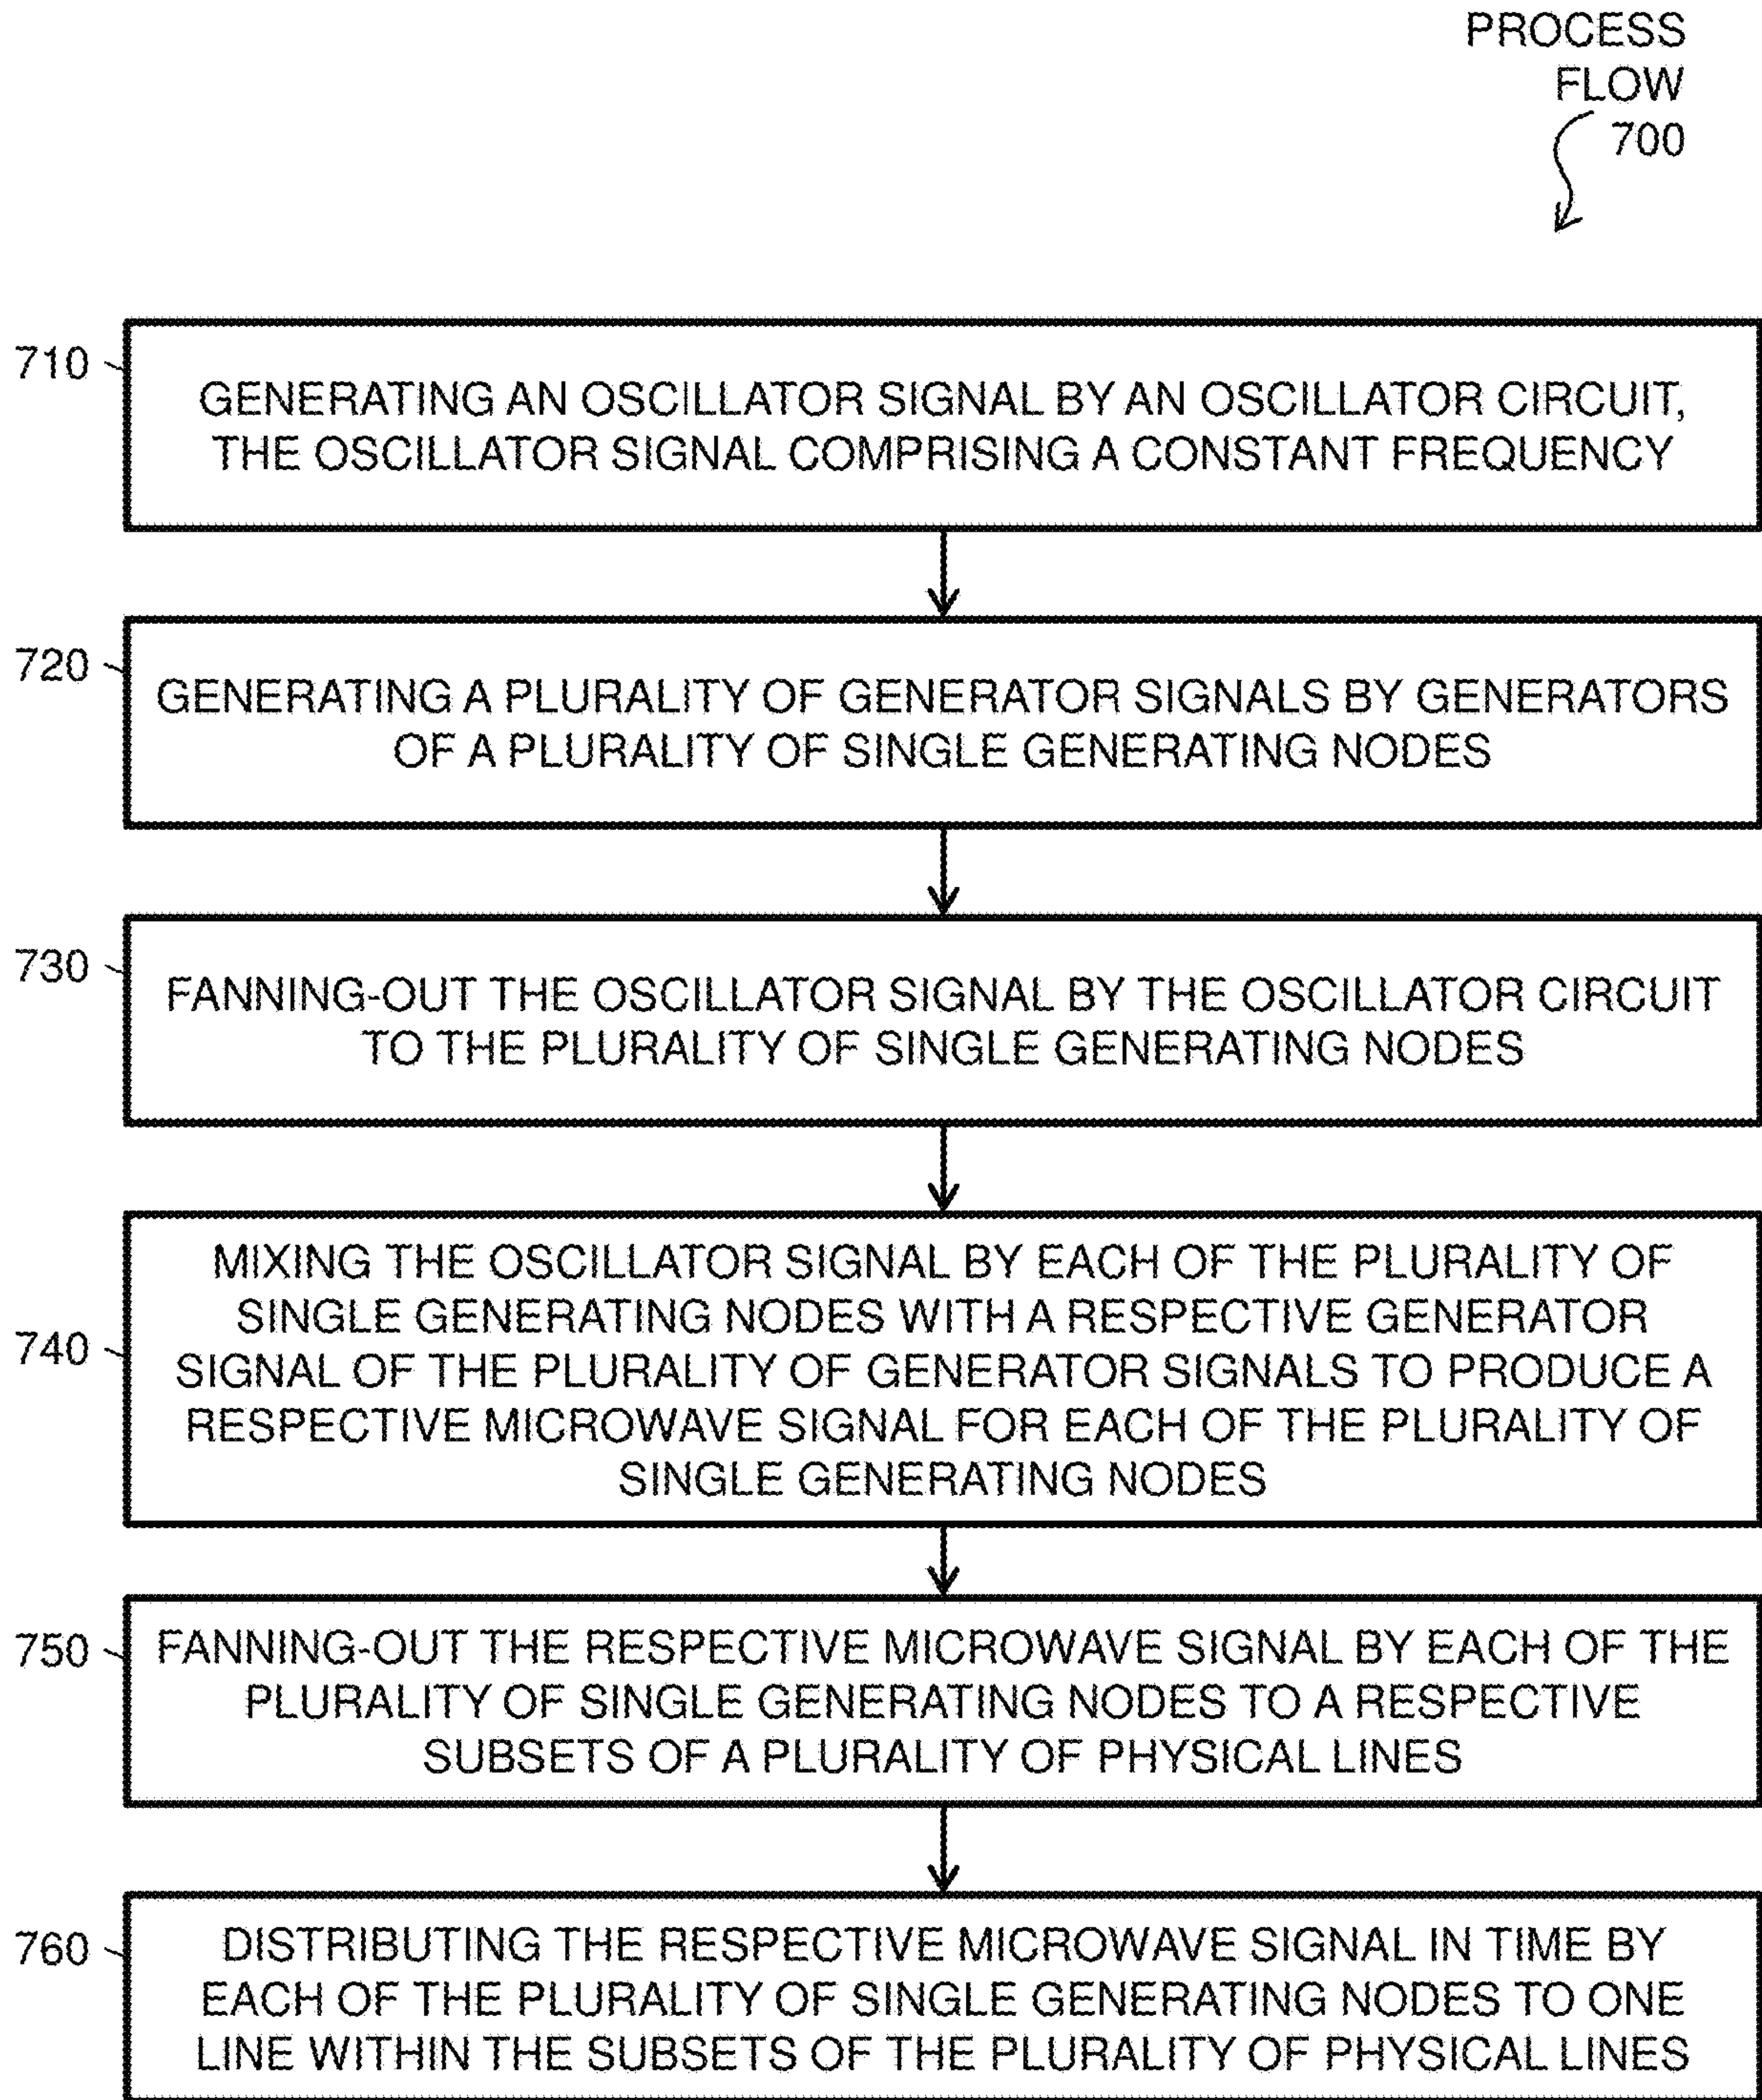 PROCESS
FLOW
700
710
GENERATING AN OSCILLATOR SIGNAL BY AN OSCILLATOR CIRCUIT,
THE OSCILLATOR SIGNAL COMPRISING A CONSTANT FREQUENCY
720
GENERATING A PLURALITY OF GENERATOR SIGNALS BY GENERATORS
OF A PLURALITY OF SINGLE GENERATING NODES
730
FANNING-OUT THE OSCILLATOR SIGNAL BY THE OSCILLATOR CIRCUIT
TO THE PLURALITY OF SINGLE GENERATING NODES
740
MIXING THE OSCILLATOR SIGNAL BY EACH OF THE PLURALITY OF
SINGLE GENERATING NODES WITH A RESPECTIVE GENERATOR
SIGNAL OF THE PLURALITY OF GENERATOR SIGNALS TO PRODUCE A
RESPECTIVE MICROWAVE SIGNAL FOR EACH OF THE PLURALITY OF
SINGLE GENERATING NODES
750
FANNING-OUT THE RESPECTIVE MICROWAVE SIGNAL BY EACH OF THE
PLURALITY OF SINGLE GENERATING NODES TO A RESPECTIVE
SUBSETS OF A PLURALITY OF PHYSICAL LINES
760
DISTRIBUTING THE RESPECTIVE MICROWAVE SIGNAL IN TIME BY
EACH OF THE PLURALITY OF SINGLE GENERATING NODES TO ONE
LINE WITHIN THE SUBSETS OF THE PLURALITY OF PHYSICAL LINES